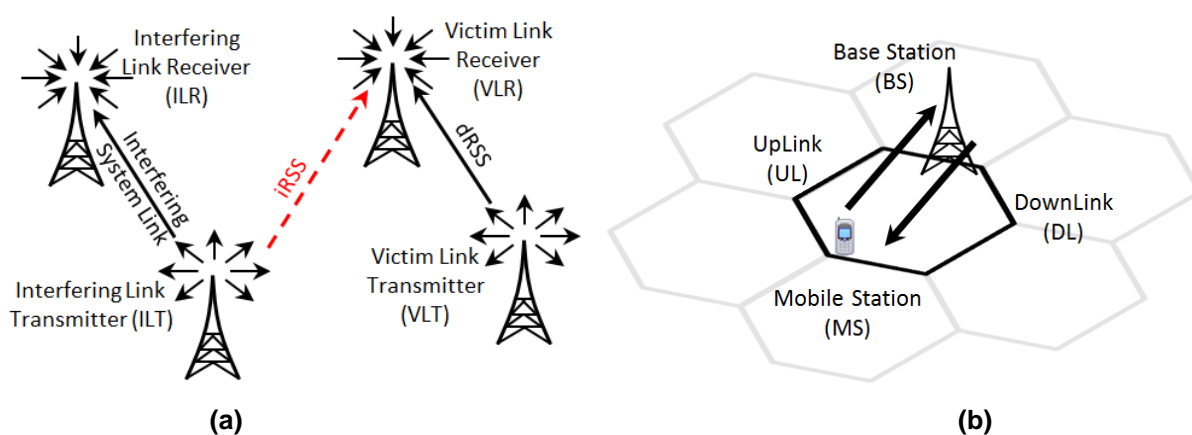 Interfering
Link Receiver
(ILR)
Victim Link
Receiver
(VLR)
Interfering
System Link
iRSS
dRSS
Interfering Link
Transmitter (ILT)
Victim Link
Transmitter
(VLT)
(a)
Base Station
(BS)
UpLink
(UL)
DownLink
(DL)
Mobile Station
(MS)
(b)